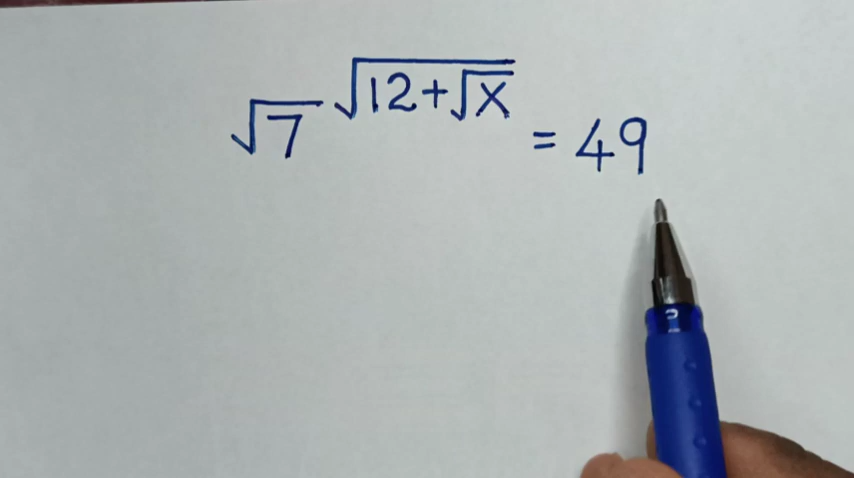 √7^√(12+√x) = 49